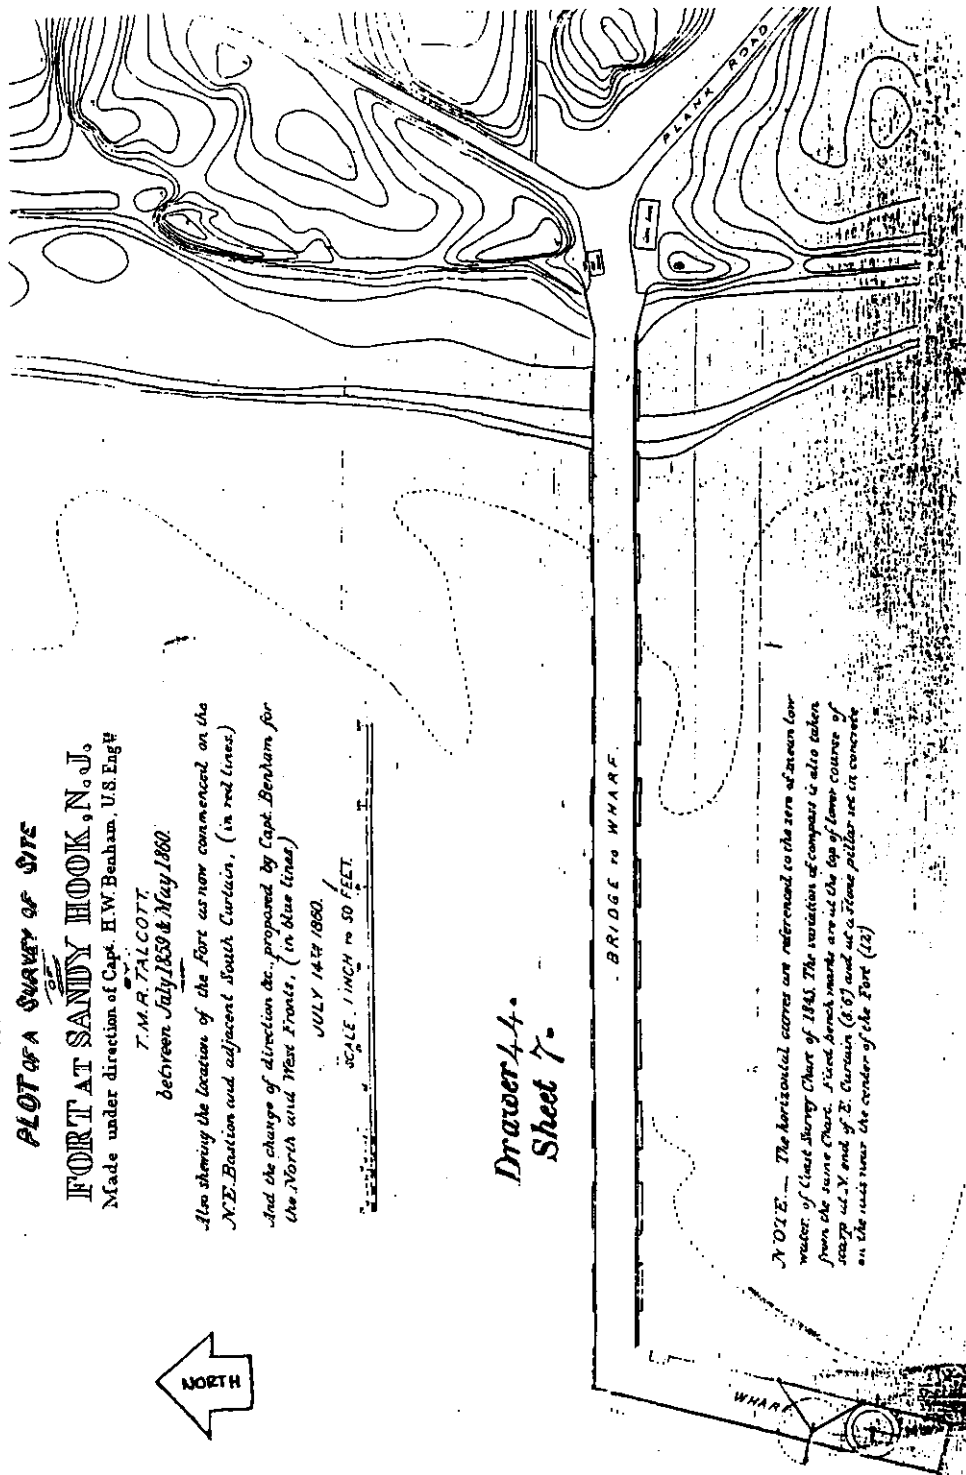 PLOT OF A SURVEY OF SITE
OF
FORT AT SANDY HOOK, N.J.
Made under direction of Capt. H.W. Benham, U.S. Engrs
BY
T.M.R. TALCOTT,
between July 1859 & May 1860.
Also shewing the location of the Fort as now commenced on the
N.E. Bastion and adjacent South Curtain, (in red lines)
And the change of direction &c., proposed by Capt. Benham for
the North and West Fronts, (in blue lines)
JULY 14TH 1860.
SCALE. 1 INCH TO 50 FEET.
Drawer 44.
Sheet 7.
NORTH
BRIDGE TO WHARF
WHARF
PLANK ROAD
NOTE.— The horizontal curves are referenced to the zero of mean low
water, of Coast Survey Chart of 1845. The variation of compass is also taken
from the same Chart. Fixed bench marks are at the top of lower course of
scarp at N. end of E. Curtain (8.'67) and at a stone pillar set in concrete
on the axis near the center of the Fort (12)